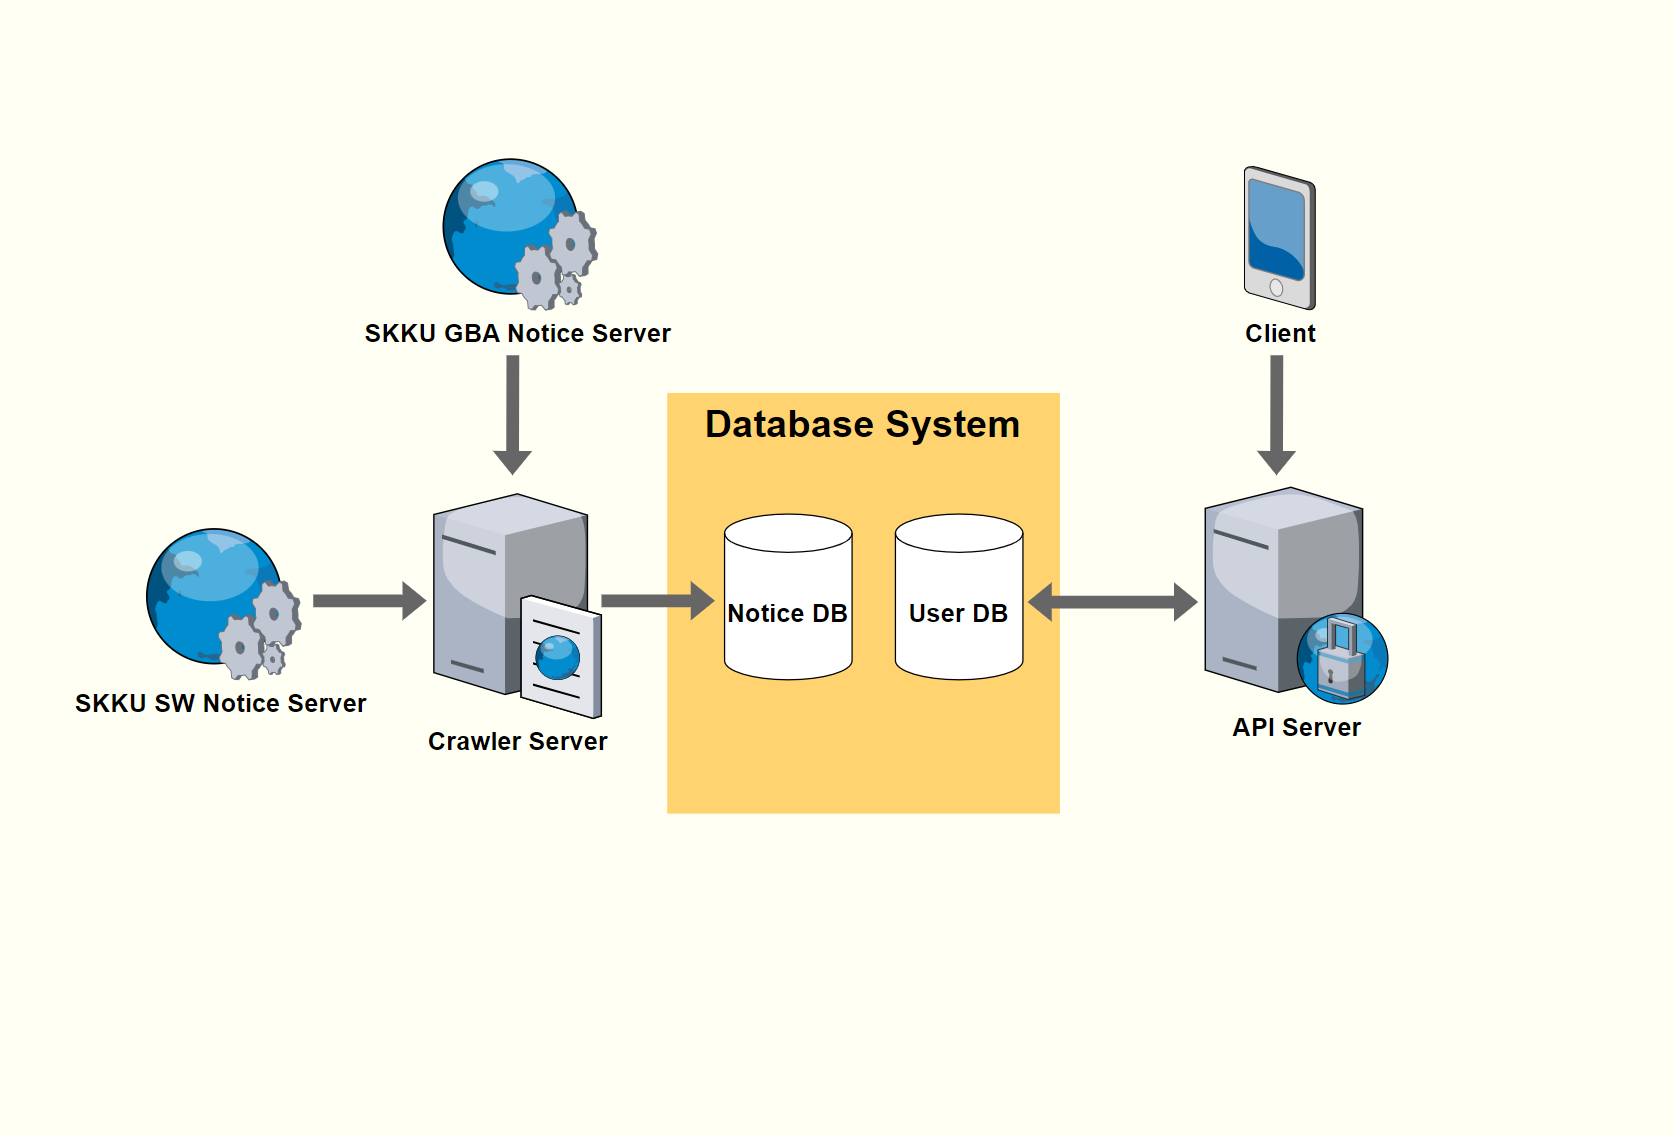 SKKU GBA Notice Server
Client
Database System
Notice DB
User DB
SKKU SW Notice Server
Crawler Server
API Server